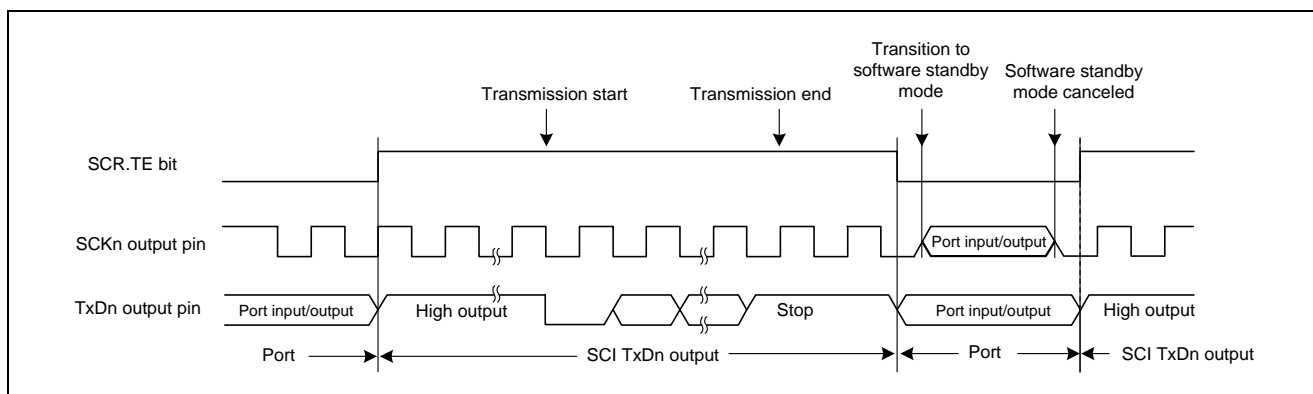 Transition to
software standby
mode
Software standby
mode canceled
Transmission start
Transmission end
SCR.TE bit
SCKn output pin
Port input/output
TxDn output pin
Port input/output
High output
Stop
Port input/output
High output
Port
SCI TxDn output
Port
SCI TxDn output